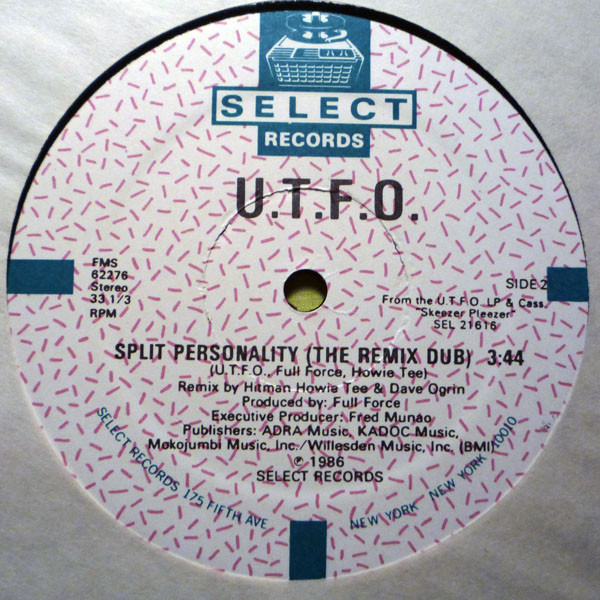 SELECT
RECORDS
U.T.F.O.
FMS
62276
Stereo
33 1/3
RPM
SIDE 2
From the U.T.F.O. LP & Cass.
"Skeezer Pleezer"
SEL 21616
SPLIT PERSONALITY (THE REMIX DUB) 3:44
(U.T.F.O., Full Force, Howie Tee)
Remix by Hitman Howie Tee & Dave Ogrin
Produced by: Full Force
Executive Producer: Fred Munao
Publishers: ADRA Music, KADOC Music,
Mokojumbi Music, Inc./Willesden Music, Inc. (BMI)
℗ 1986
SELECT RECORDS
SELECT RECORDS 175 FIFTH AVE NEW YORK NEW YORK 10010